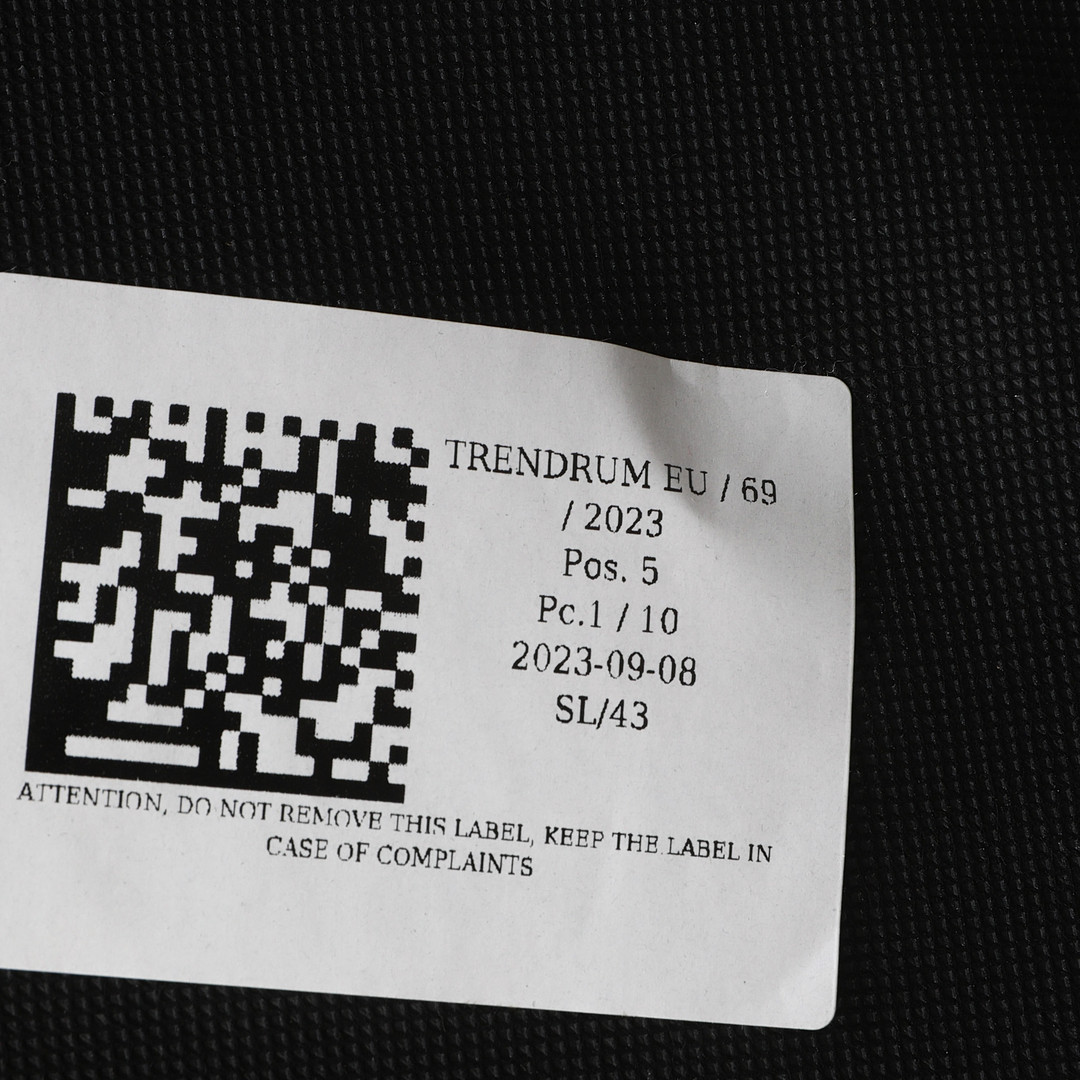 TRENDRUM EU / 69
/ 2023
Pos. 5
Pc.1 / 10
2023-09-08
SL/43
ATTENTION, DO NOT REMOVE THIS LABEL, KEEP THE LABEL IN
CASE OF COMPLAINTS